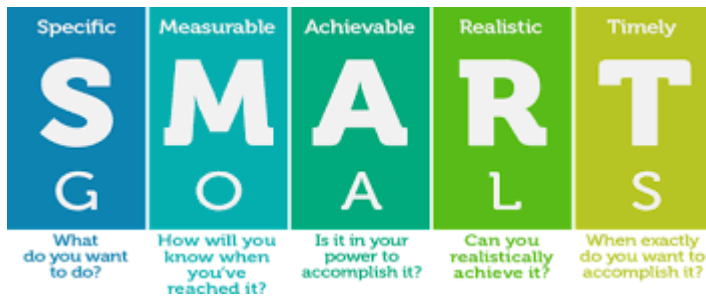 Specific Measurable Achievable Realistic Timely
S M A R T
G O A L S
What
do you want
to do?
How will you
know when
you've
reached it?
Is it in your
power to
accomplish it?
Can you
realistically
achieve it?
When exactly
do you want to
accomplish it?